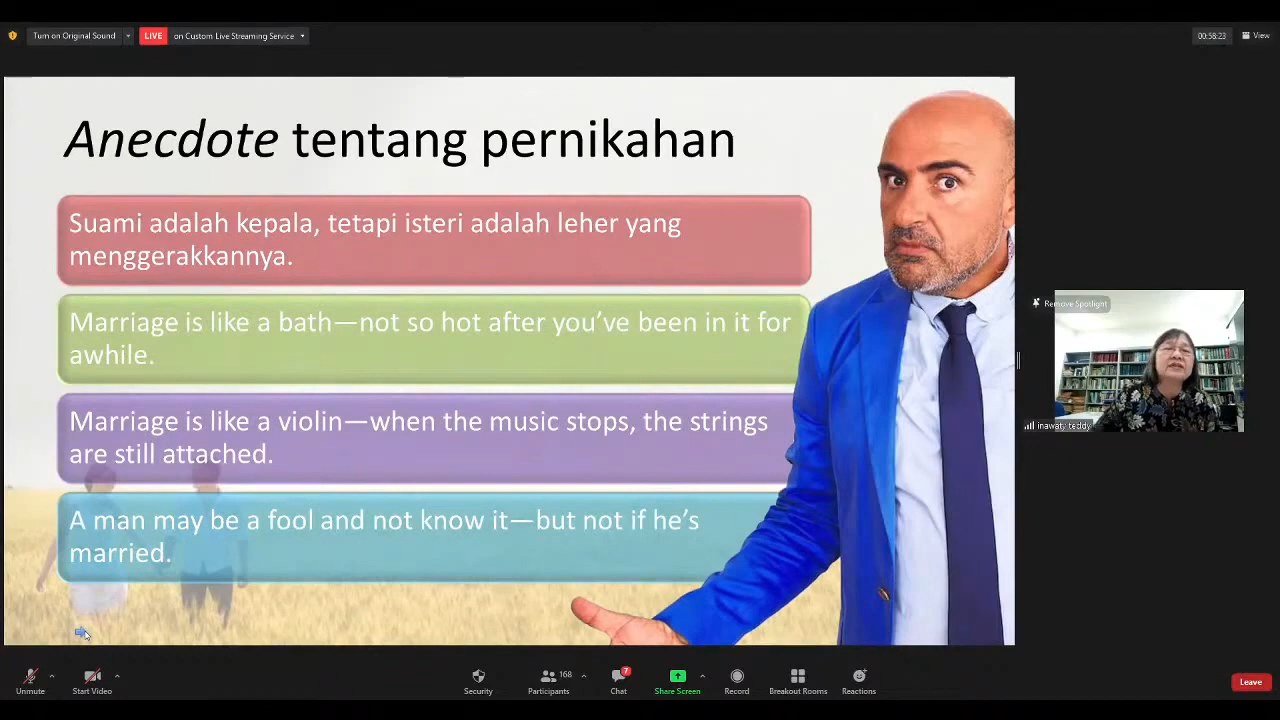 Turn on Original Sound
LIVE
on Custom Live Streaming Service
00:58:23
View
Anecdote tentang pernikahan
Suami adalah kepala, tetapi isteri adalah leher yang
menggerakkannya.
Marriage is like a bath—not so hot after you’ve been in it for
awhile.
Marriage is like a violin—when the music stops, the strings
are still attached.
A man may be a fool and not know it—but not if he’s
married.
Remove Spotlight
inawaty teddy
Unmute
Start Video
Security
168
Participants
7
Chat
Share Screen
Record
Breakout Rooms
Reactions
Leave